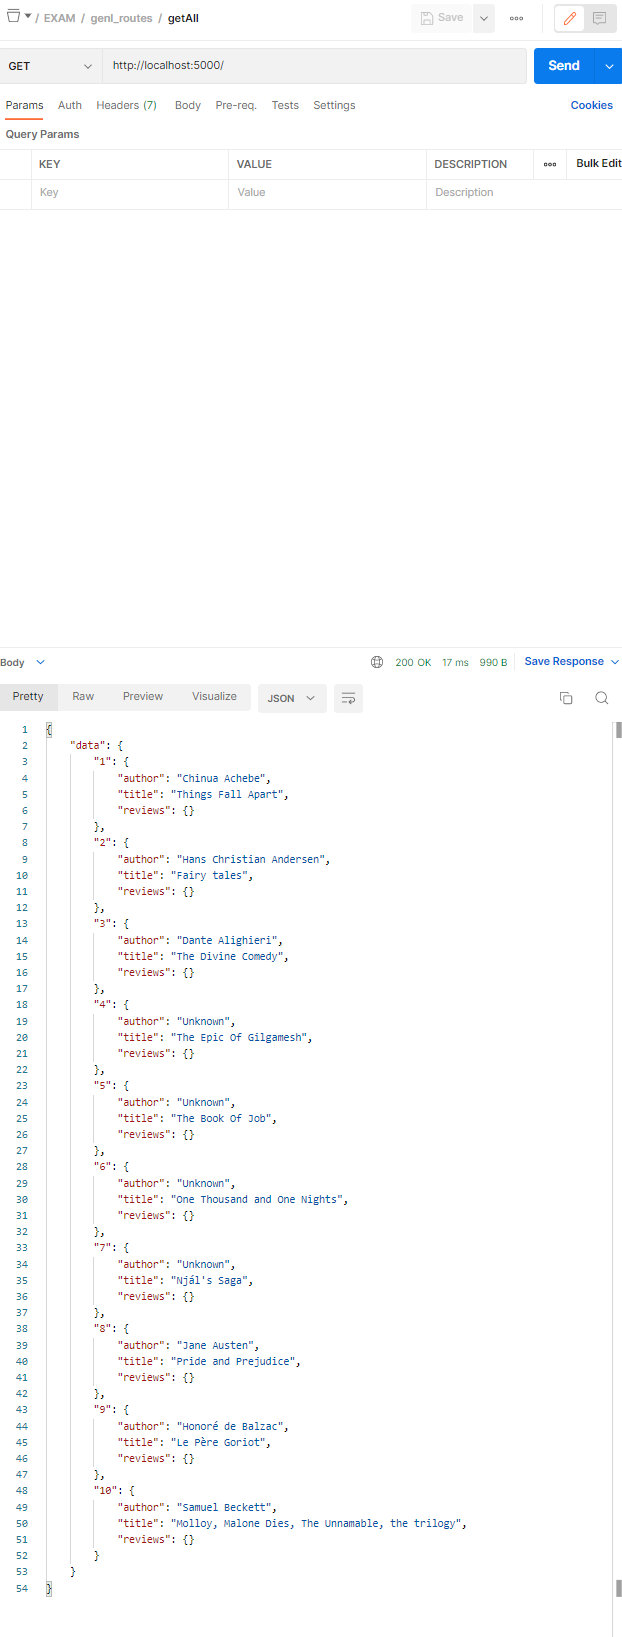 / EXAM / genl_routes / getAll
Save
GET
http://localhost:5000/
Send
Params Auth Headers (7) Body Pre-req. Tests Settings Cookies
Query Params
KEY VALUE DESCRIPTION Bulk Edit
Key Value Description
Body 200 OK 17 ms 990 B Save Response
Pretty Raw Preview Visualize JSON
1 {
2 "data": {
3 "1": {
4 "author": "Chinua Achebe",
5 "title": "Things Fall Apart",
6 "reviews": {}
7 },
8 "2": {
9 "author": "Hans Christian Andersen",
10 "title": "Fairy tales",
11 "reviews": {}
12 },
13 "3": {
14 "author": "Dante Alighieri",
15 "title": "The Divine Comedy",
16 "reviews": {}
17 },
18 "4": {
19 "author": "Unknown",
20 "title": "The Epic Of Gilgamesh",
21 "reviews": {}
22 },
23 "5": {
24 "author": "Unknown",
25 "title": "The Book Of Job",
26 "reviews": {}
27 },
28 "6": {
29 "author": "Unknown",
30 "title": "One Thousand and One Nights",
31 "reviews": {}
32 },
33 "7": {
34 "author": "Unknown",
35 "title": "Njál's Saga",
36 "reviews": {}
37 },
38 "8": {
39 "author": "Jane Austen",
40 "title": "Pride and Prejudice",
41 "reviews": {}
42 },
43 "9": {
44 "author": "Honoré de Balzac",
45 "title": "Le Père Goriot",
46 "reviews": {}
47 },
48 "10": {
49 "author": "Samuel Beckett",
50 "title": "Molloy, Malone Dies, The Unnamable, the trilogy",
51 "reviews": {}
52 }
53 }
54 }